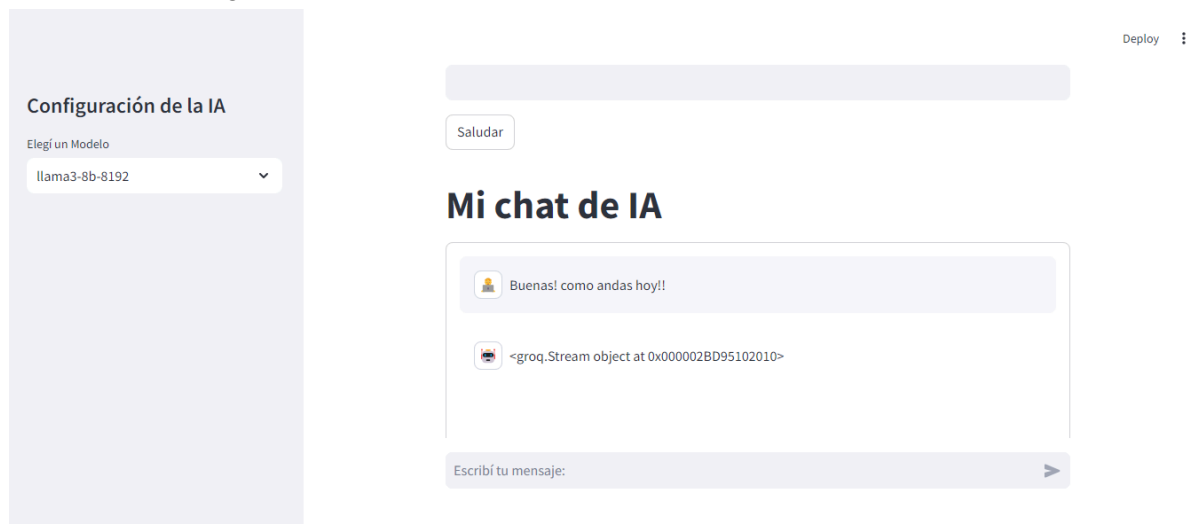 Deploy
Configuración de la IA
Elegí un Modelo
llama3-8b-8192
Saludar
Mi chat de IA
Buenas! como andas hoy!!
<groq.Stream object at 0x000002BD95102010>
Escribí tu mensaje: